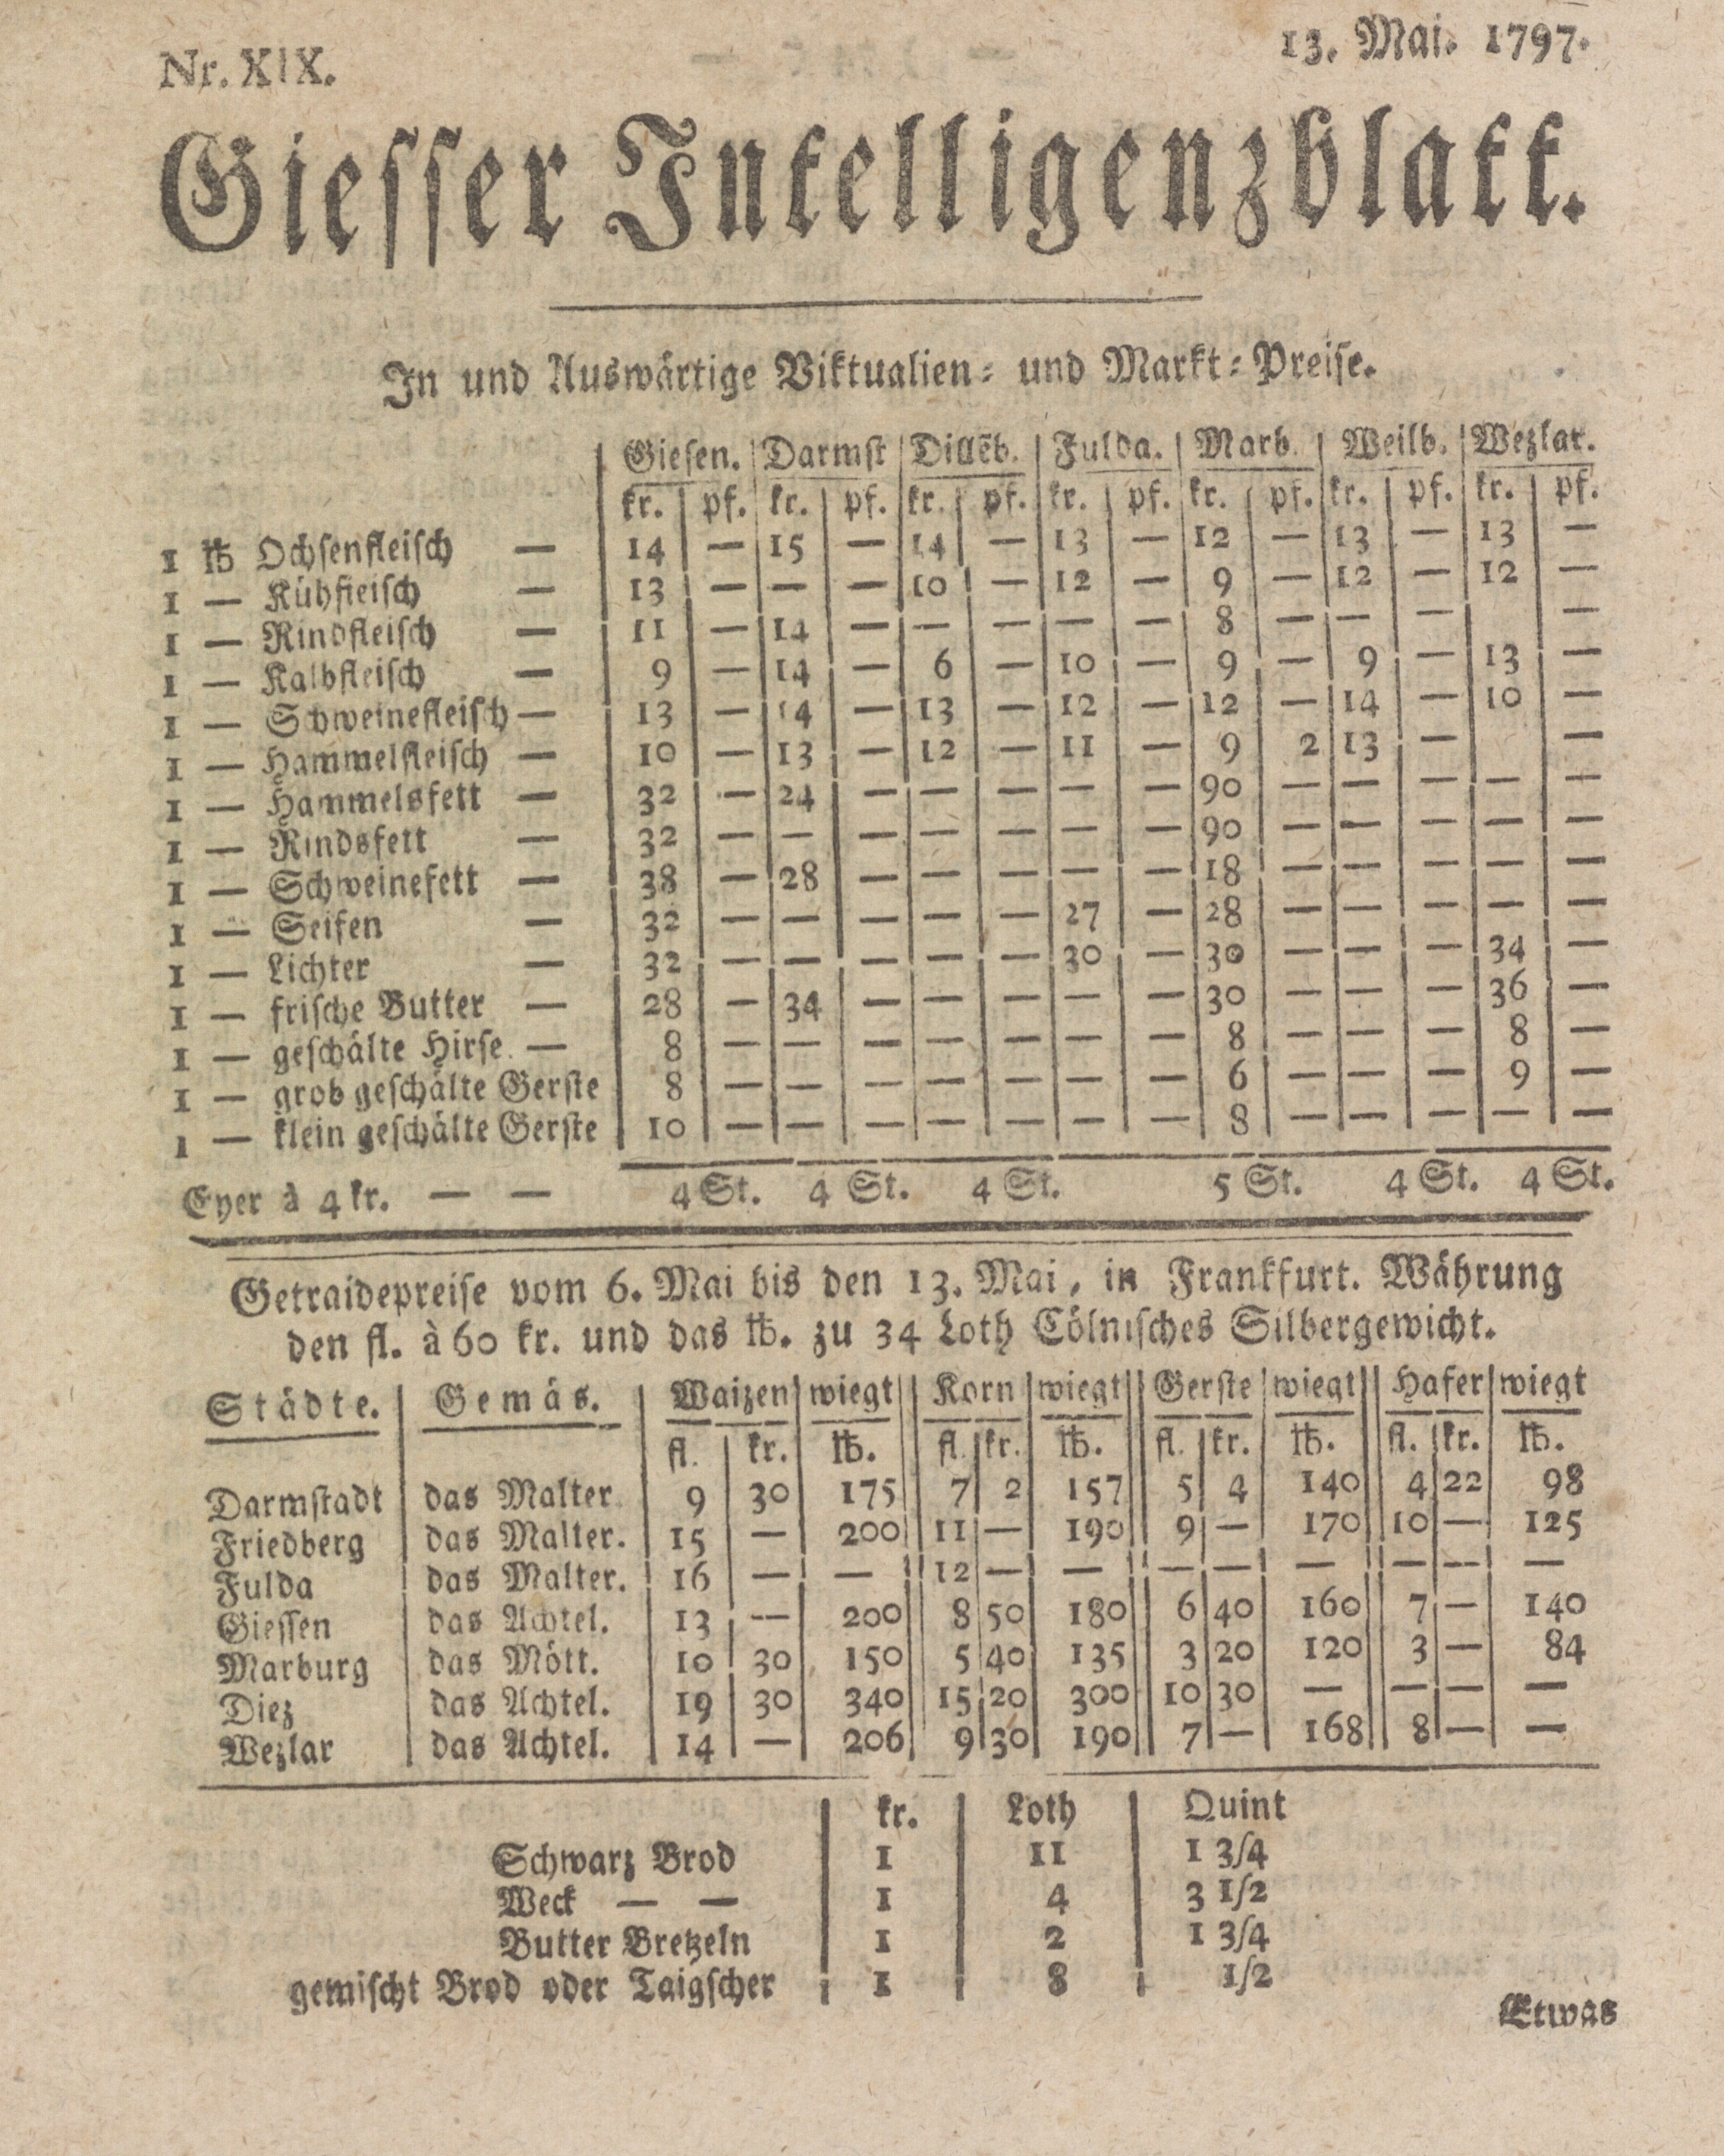 Nr. XIX. 13. Mai. 1797.
Giesser Intelligenzblatt.
In und Auswärtige Viktualien- und Markt-Preise.
Giesen. Darmst Dillēb. Fulda. Marb. Weilb. Wezlar.
kr. pf. kr. pf. kr. pf. kr. pf. kr. pf. kr. pf. kr. pf.
1 ℔ Ochsenfleisch — 14 — 15 — 14 — 13 — 12 — 13 — 13 —
1 — Kühfleisch — 13 — — — 10 — 12 — 9 — 12 — 12 —
1 — Rindfleisch — 11 — 14 — — — — — 8 — — — —
1 — Kalbfleisch — 9 — 14 — 6 — 10 — 9 — 9 — 13 —
1 — Schweinefleisch — 13 — 14 — 13 — 12 — 12 — 14 — 10 —
1 — Hammelfleisch — 10 — 13 — 12 — 11 — 9 2 13 — —
1 — Hammelsfett — 32 — 24 — — — — — 90 — — — — —
1 — Rindsfett — 32 — — — — — — — 90 — — — — —
1 — Schweinefett — 38 — 28 — — — — — 18 — — — — —
1 — Seifen — 32 — — — — — 27 — 28 — — — — —
1 — Lichter — 32 — — — — — 30 — 30 — — — 34 —
1 — frische Butter — 28 — 34 — — — — — 30 — — — 36 —
1 — geschälte Hirse. — 8 — — — — — — — 8 — — — 8 —
1 — grob geschälte Gerste 8 — — — — — — — 6 — — — 9 —
1 — klein geschälte Gerste 10 — — — — — — — 8 — — — — —
Eyer à 4 kr. — — 4 St. 4 St. 4 St. 5 St. 4 St. 4 St.
Getraidepreise vom 6. Mai bis den 13. Mai, in Frankfurt. Währung
den fl. à 60 kr. und das ℔. zu 34 Loth Cölnisches Silbergewicht.
Städte. Gemäs. Waizen wiegt Korn wiegt Gerste wiegt Hafer wiegt
fl. kr. ℔. fl. kr. ℔. fl. kr. ℔. fl. kr. ℔.
Darmstadt das Malter 9 30 175 7 2 157 5 4 140 4 22 98
Friedberg das Malter. 15 — 200 11 — 190 9 — 170 10 — 125
Fulda das Malter. 16 — — 12 — — — — — — — —
Giessen das Achtel. 13 — 200 8 50 180 6 40 160 7 — 140
Marburg das Mött. 10 30 150 5 40 135 3 20 120 3 — 84
Diez das Achtel. 19 30 340 15 20 300 10 30 — — — —
Wezlar das Achtel. 14 — 206 9 30 190 7 — 168 8 — —
kr. Loth Quint
Schwarz Brod 1 11 1 3/4
Weck — — 1 4 3 1/2
Butter Bretzeln 1 2 1 3/4
gemischt Brod oder Taigscher 1 8 1/2
Etwas